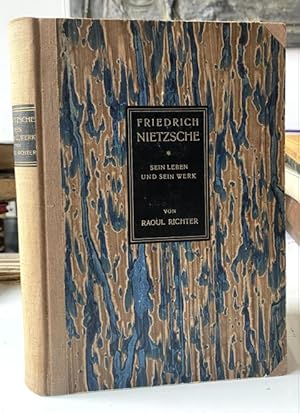 FRIEDRICH
NIETZSCHE
SEIN LEBEN
UND SEIN WERK
VON
RAOUL RICHTER